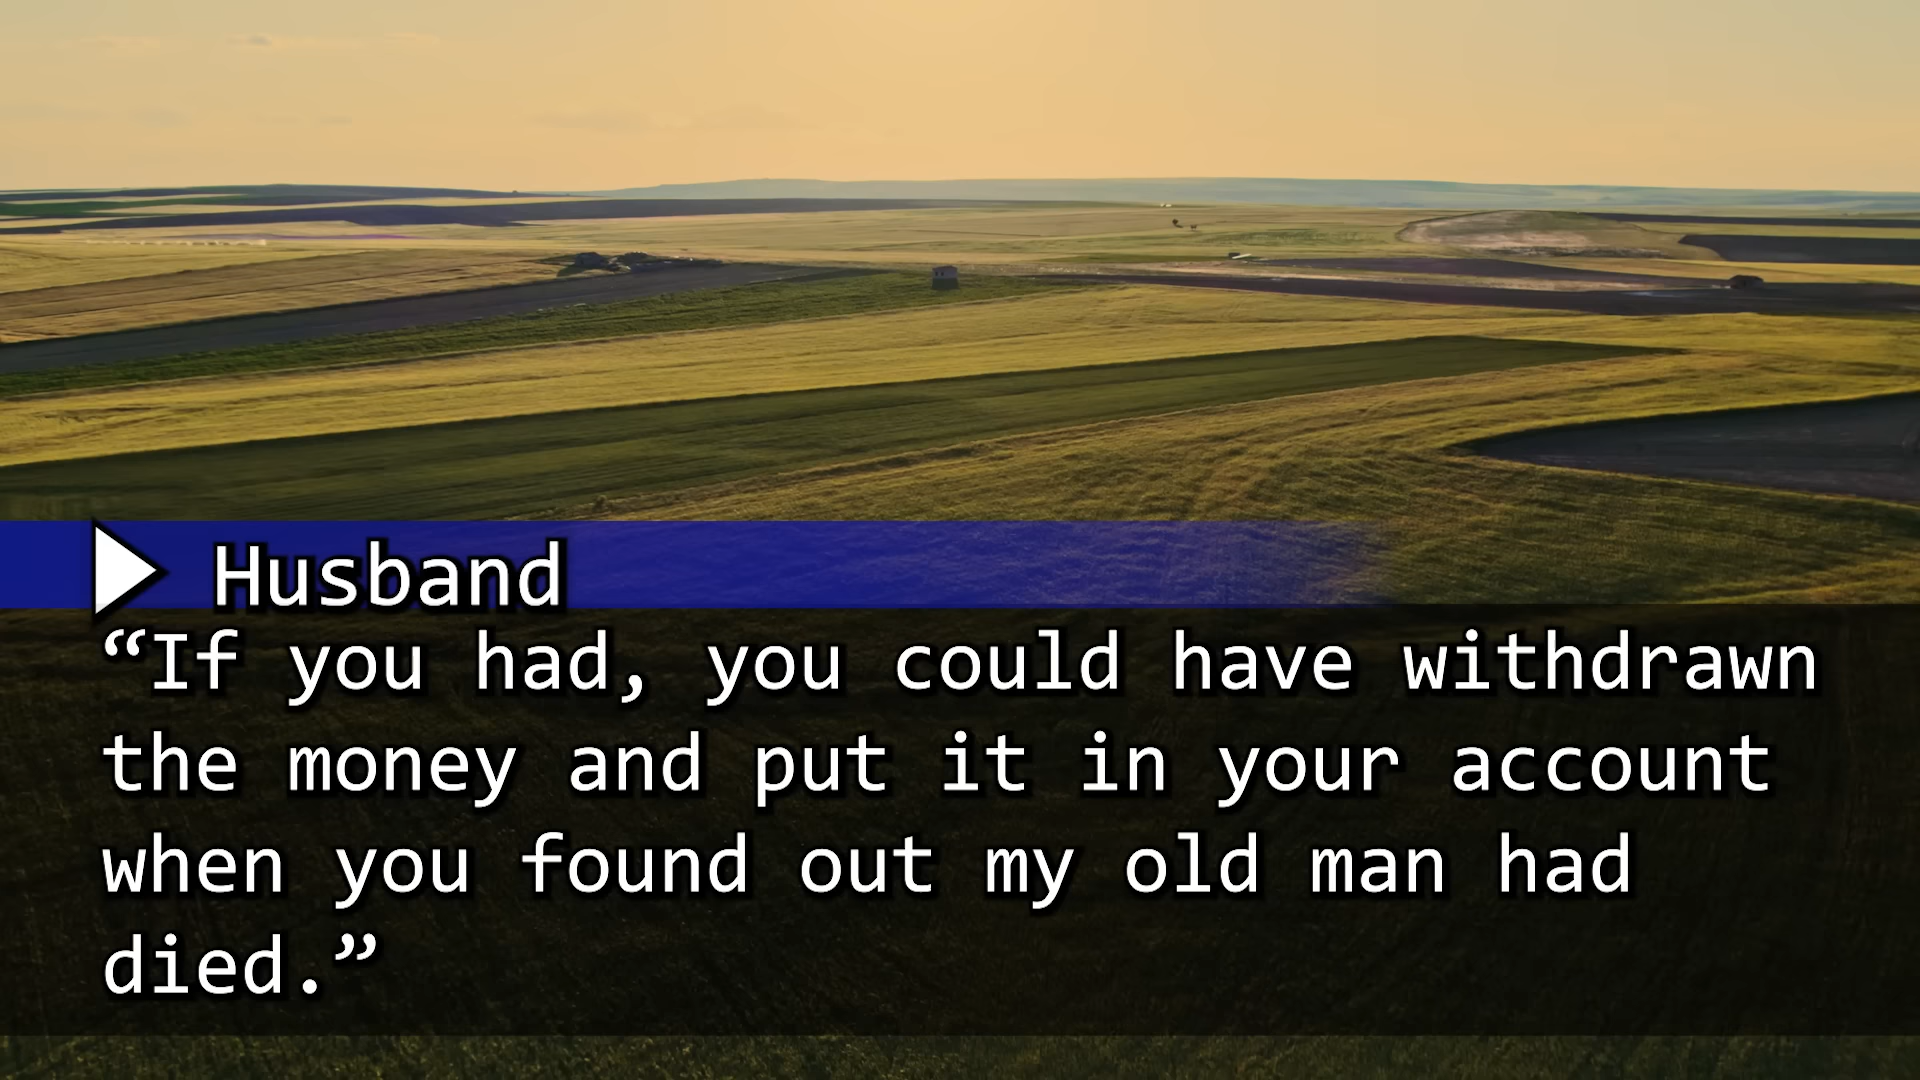 Husband
“If you had, you could have withdrawn
the money and put it in your account
when you found out my old man had
died.”